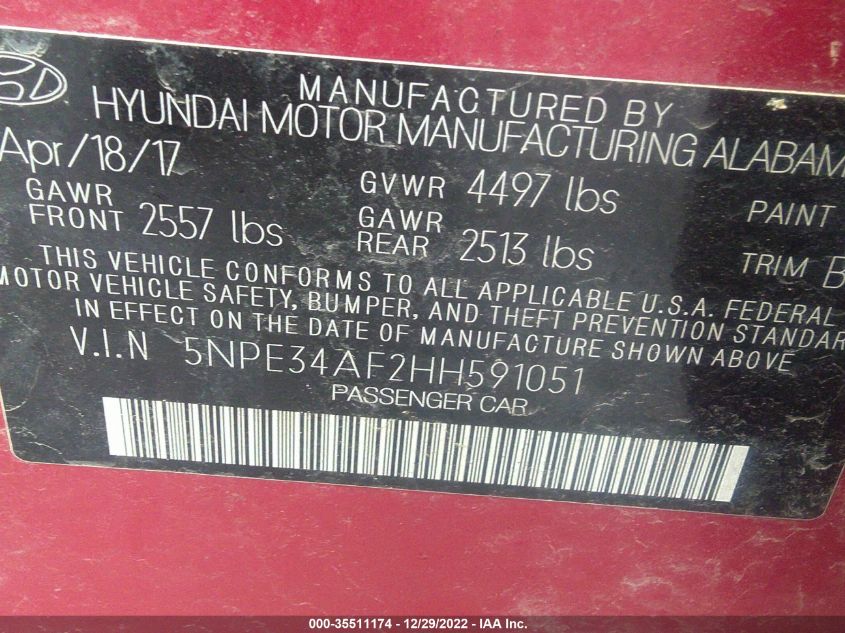 MANUFACTURED BY
HYUNDAI MOTOR MANUFACTURING ALABAM
Apr/18/17
GAWR FRONT 2557 lbs
GVWR 4497 lbs
GAWR REAR 2513 lbs
PAINT
TRIM B
THIS VEHICLE CONFORMS TO ALL APPLICABLE U.S.A. FEDERAL
MOTOR VEHICLE SAFETY, BUMPER, AND THEFT PREVENTION STANDAR
IN EFFECT ON THE DATE OF MANUFACTURE SHOWN ABOVE
V.I.N 5NPE34AF2HH591051
PASSENGER CAR
000-35511174 - 12/29/2022 - IAA Inc.